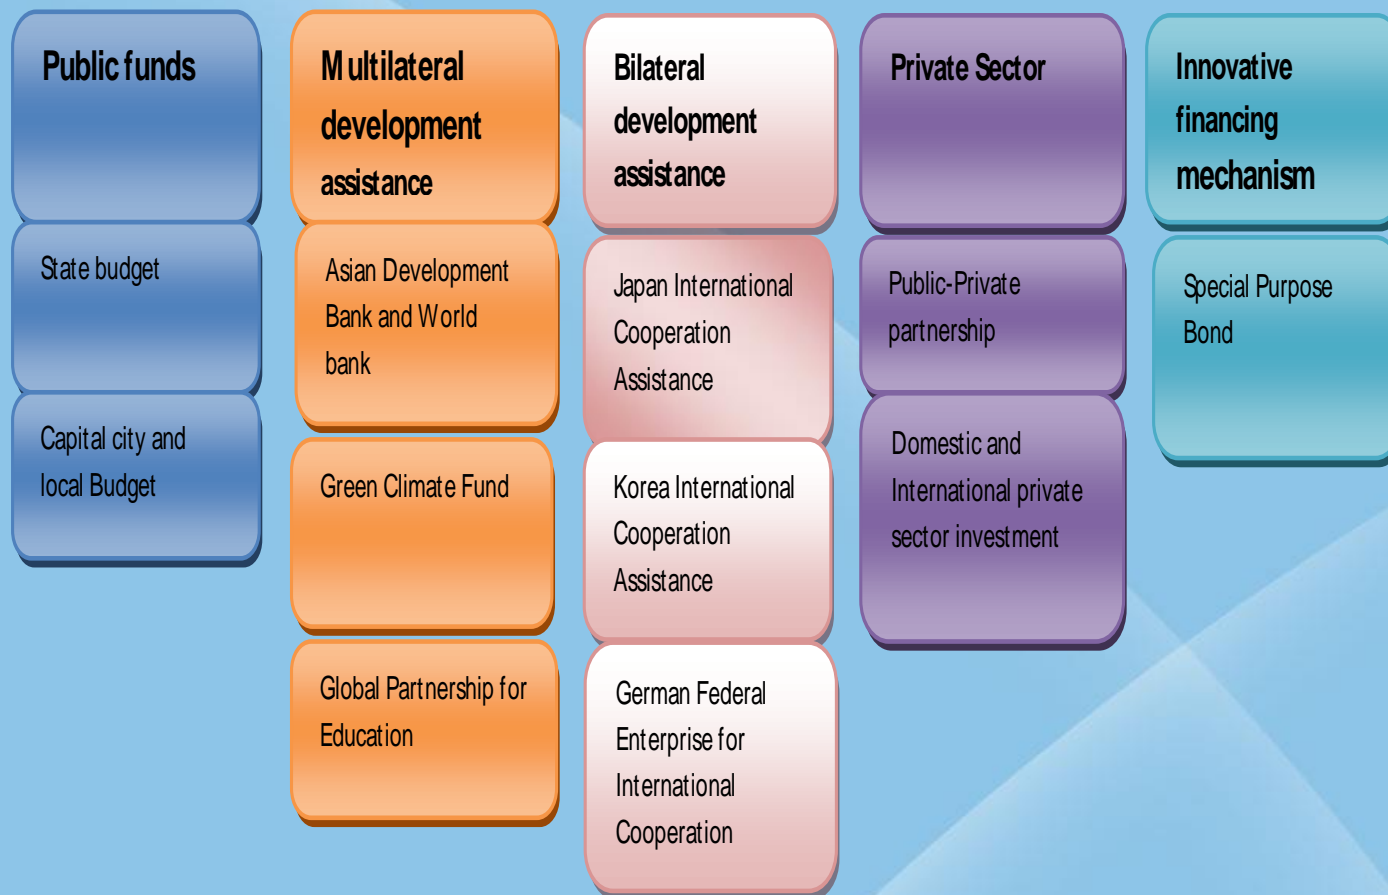 Public funds
State budget
Capital city and
local Budget
Multilateral
development
assistance
Asian Development
Bank and World
bank
Green Climate Fund
Global Partnership for
Education
Bilateral
development
assistance
Japan International
Cooperation
Assistance
Korea International
Cooperation
Assistance
German Federal
Enterprise for
International
Cooperation
Private Sector
Public-Private
partnership
Domestic and
International private
sector investment
Innovative
financing
mechanism
Special Purpose
Bond